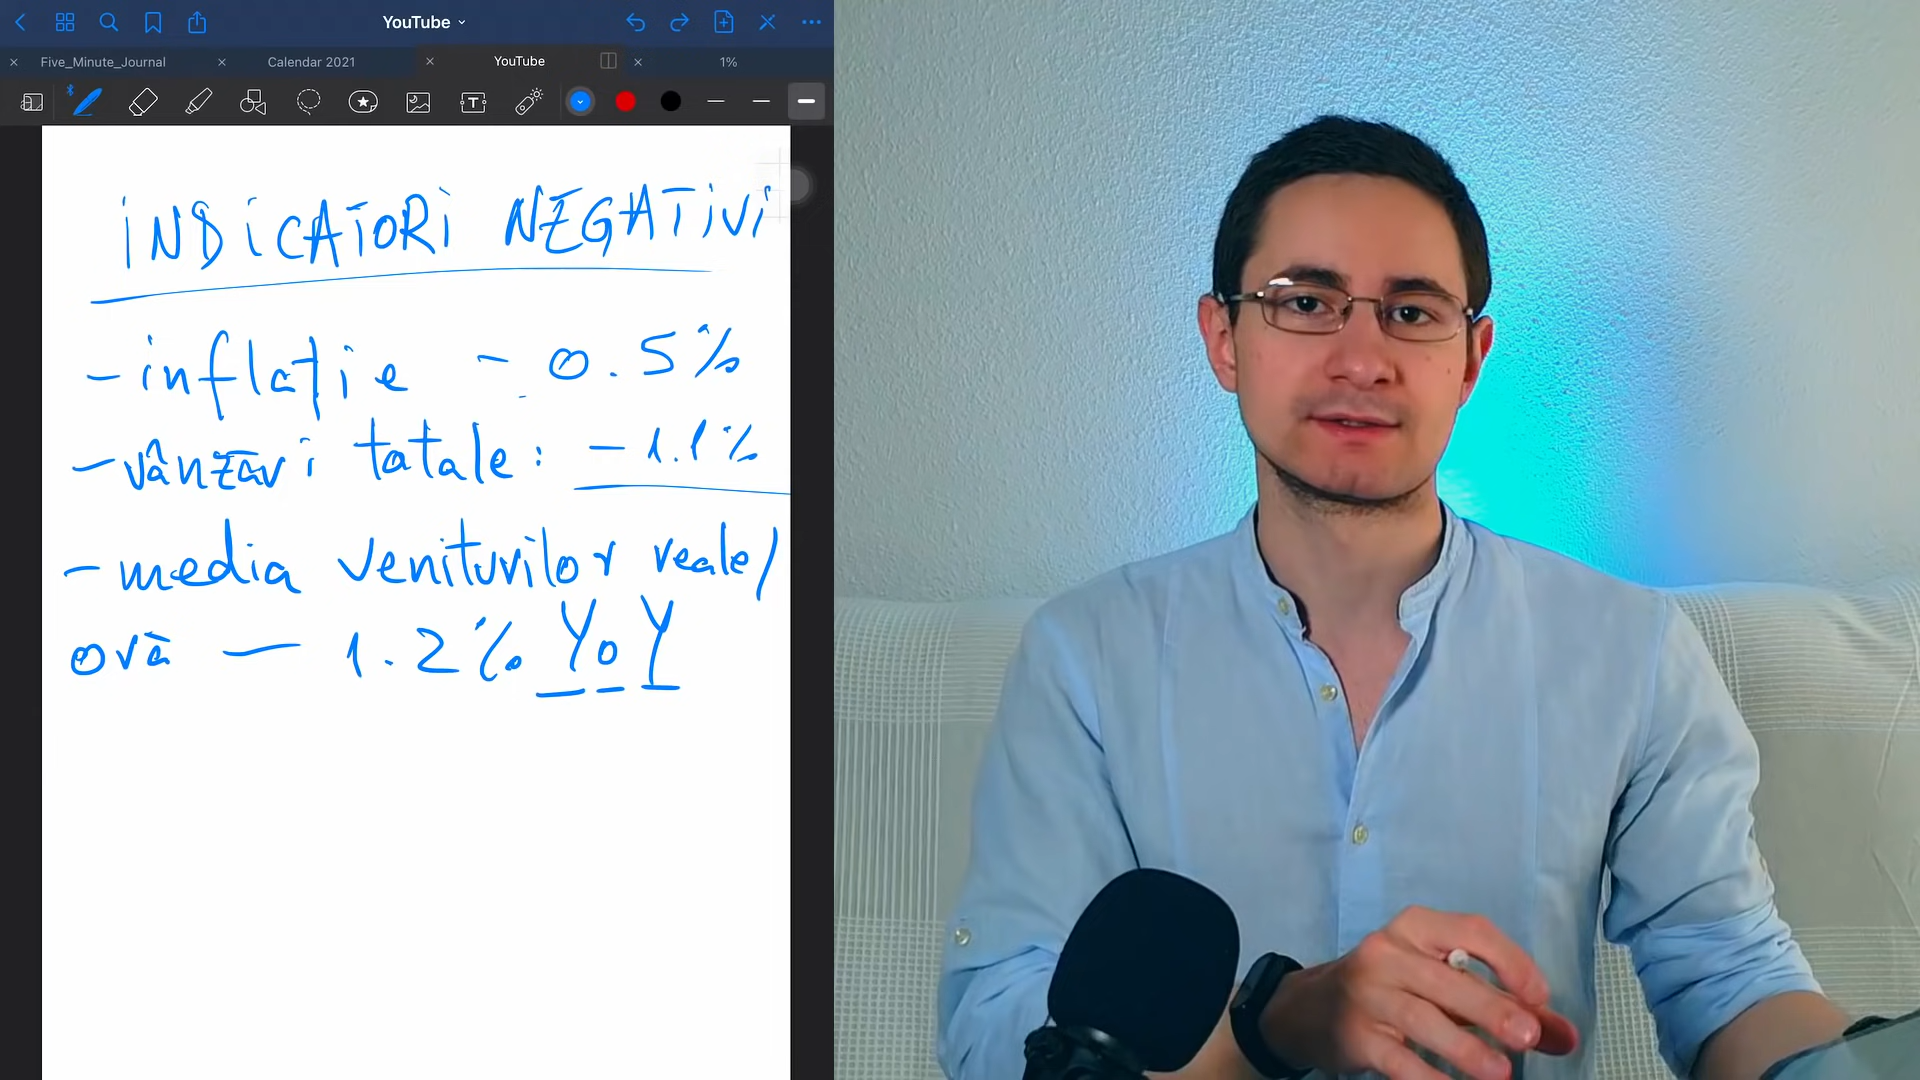 YouTube
Five_Minute_Journal
Calendar 2021
YouTube
1%
T
iNDiCATORi NEGATiVi
- inflație - 0.5%
- vânzări tatale: - 1.1%
- media veniturilor reale/
oră - 1.2% YoY